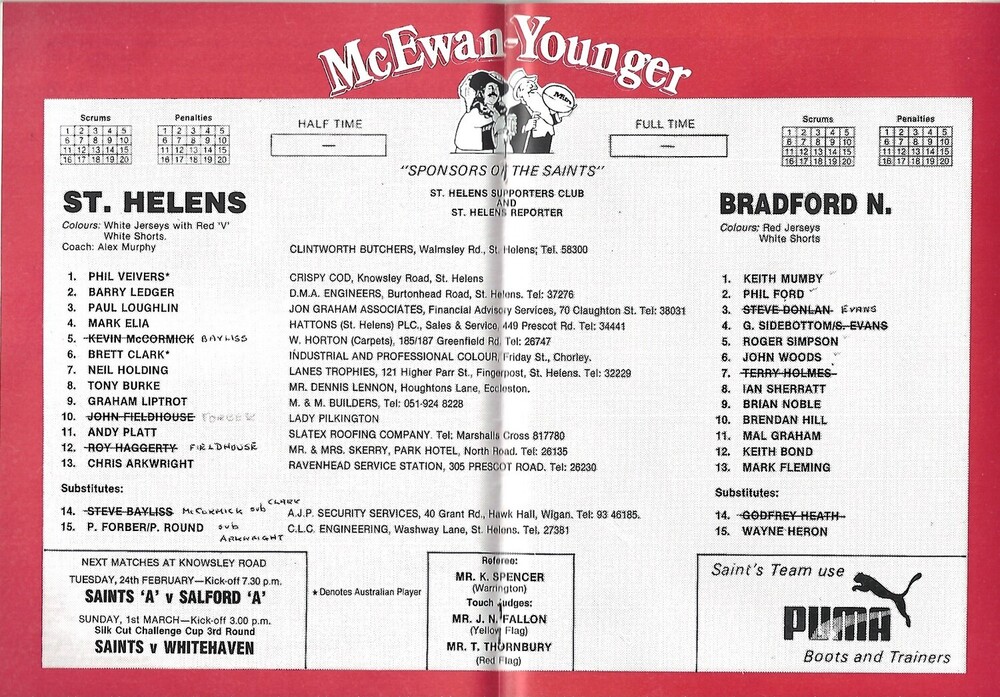 McEwan-Younger
Scrums
1 2 3 4 5
6 7 8 9 10
11 12 13 14 15
16 17 18 19 20
Penalties
1 2 3 4 5
6 7 8 9 10
11 12 13 14 15
16 17 18 19 20
HALF TIME
—
FULL TIME
—
Scrums
1 2 3 4 5
6 7 8 9 10
11 12 13 14 15
16 17 18 19 20
Penalties
1 2 3 4 5
6 7 8 9 10
11 12 13 14 15
16 17 18 19 20
"SPONSORS OF THE SAINTS"
ST. HELENS SUPPORTERS CLUB
AND
ST. HELENS REPORTER
ST. HELENS
Colours: White Jerseys with Red 'V'
White Shorts.
Coach: Alex Murphy
CLINTWORTH BUTCHERS, Walmsley Rd., St. Helens; Tel. 58300
1. PHIL VEIVERS* CRISPY COD, Knowsley Road, St. Helens
2. BARRY LEDGER D.M.A. ENGINEERS, Burtonhead Road, St. Helens. Tel: 37276
3. PAUL LOUGHLIN JON GRAHAM ASSOCIATES, Financial Advisory Services, 70 Claughton St. Tel: 38031
4. MARK ELIA HATTONS (St. Helens) PLC., Sales & Service, 449 Prescot Rd. Tel: 34441
5. KEVIN McCORMICK BAYLISS W. HORTON (Carpets), 185/187 Greenfield Rd. Tel: 26747
6. BRETT CLARK* INDUSTRIAL AND PROFESSIONAL COLOUR, Friday St., Chorley.
7. NEIL HOLDING LANES TROPHIES, 121 Higher Parr St., Fingerpost, St. Helens. Tel: 32229
8. TONY BURKE MR. DENNIS LENNON, Houghtons Lane, Eccleston.
9. GRAHAM LIPTROT M. & M. BUILDERS, Tel: 051-924 8228
10. JOHN FIELDHOUSE FORBER LADY PILKINGTON
11. ANDY PLATT SLATEX ROOFING COMPANY. Tel: Marshalls Cross 817780
12. ROY HAGGERTY FIELDHOUSE MR. & MRS. SKERRY, PARK HOTEL, North Road. Tel: 26135
13. CHRIS ARKWRIGHT RAVENHEAD SERVICE STATION, 305 PRESCOT ROAD. Tel: 26230
Substitutes:
14. STEVE BAYLISS McCORMICK sub CLARK A.J.P. SECURITY SERVICES, 40 Grant Rd., Hawk Hall, Wigan. Tel: 93 46185.
15. P. FORBER/P. ROUND sub ARKWRIGHT C.L.C. ENGINEERING, Washway Lane, St. Helens. Tel. 27381
BRADFORD N.
Colours: Red Jerseys
White Shorts
1. KEITH MUMBY
2. PHIL FORD
3. STEVE DONLAN EVANS
4. G. SIDEBOTTOM/S. EVANS
5. ROGER SIMPSON
6. JOHN WOODS
7. TERRY HOLMES
8. IAN SHERRATT
9. BRIAN NOBLE
10. BRENDAN HILL
11. MAL GRAHAM
12. KEITH BOND
13. MARK FLEMING
Substitutes:
14. GODFREY HEATH
15. WAYNE HERON
NEXT MATCHES AT KNOWSLEY ROAD
TUESDAY, 24th FEBRUARY—Kick-off 7.30 p.m.
SAINTS 'A' v SALFORD 'A'
SUNDAY, 1st MARCH—Kick-off 3.00 p.m.
Silk Cut Challenge Cup 3rd Round
SAINTS v WHITEHAVEN
* Denotes Australian Player
Referee:
MR. K. SPENCER
(Warrington)
Touch Judges:
MR. J. N. FALLON
(Yellow Flag)
MR. T. THORNBURY
(Red Flag)
Saint's Team use
PUMA
Boots and Trainers